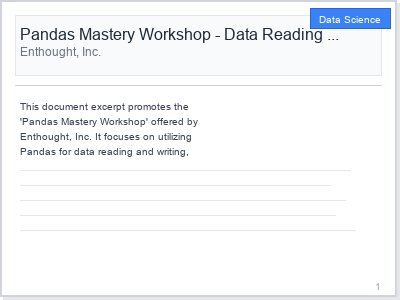 Data Science
Pandas Mastery Workshop - Data Reading ...
Enthought, Inc.
This document excerpt promotes the
'Pandas Mastery Workshop' offered by
Enthought, Inc. It focuses on utilizing
Pandas for data reading and writing,
1